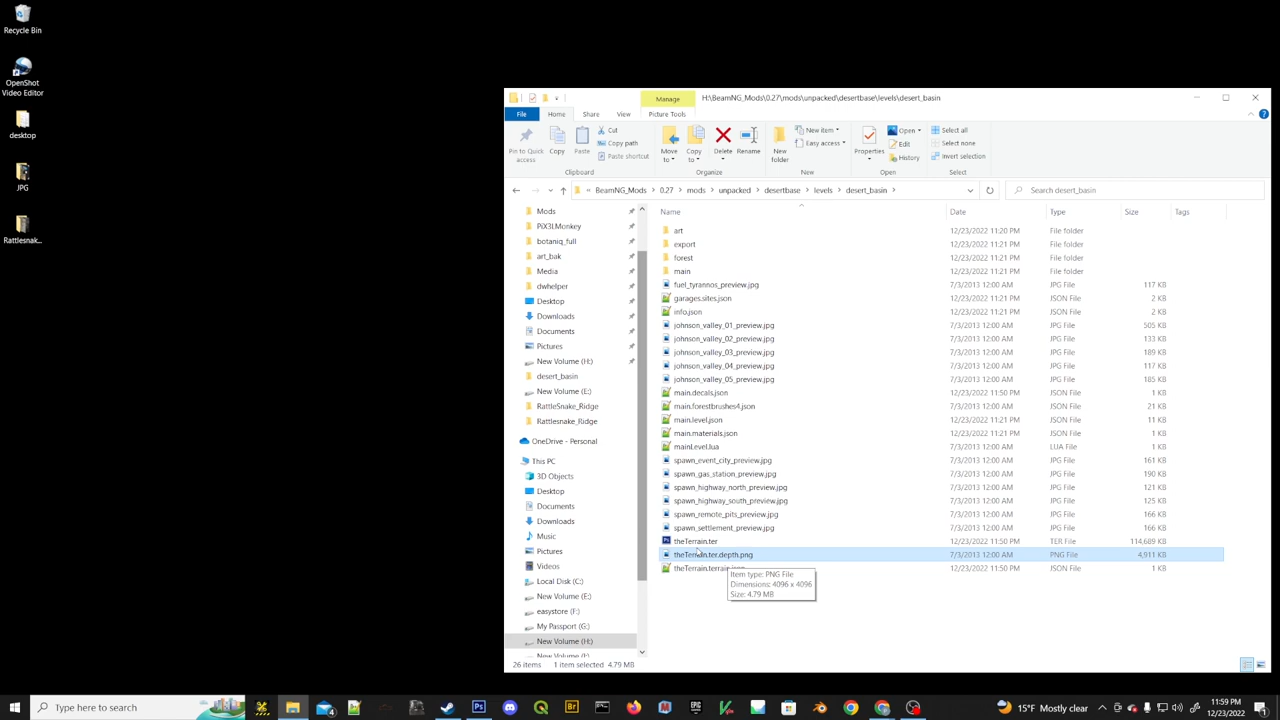 Recycle Bin
OpenShot
Video Editor
desktop
JPG
Rattlesnak...
Manage
H:\BeamNG_Mods\0.27\mods\unpacked\desertbase\levels\desert_basin
File
Home
Share
View
Picture Tools
Pin to Quick
access
Copy
Paste
Cut
Copy path
Paste shortcut
Clipboard
Move
to
Copy
to
Delete
Rename
Organize
New
folder
New item
Easy access
New
Properties
Open
Edit
History
Open
Select all
Select none
Invert selection
Select
« BeamNG_Mods > 0.27 > mods > unpacked > desertbase > levels > desert_basin >
Search desert_basin
Mods
PiX3lMonkey
botaniq_full
art_bak
Media
dwhelper
Desktop
Downloads
Documents
Pictures
New Volume (H:)
desert_basin
New Volume (E:)
RattleSnake_Ridge
Rattlesnake_Ridge
OneDrive - Personal
This PC
3D Objects
Desktop
Documents
Downloads
Music
Pictures
Videos
Local Disk (C:)
New Volume (E:)
easystore (F:)
My Passport (G:)
New Volume (H:)
Name Date Type Size Tags
art 12/23/2022 11:20 PM File folder
export 12/23/2022 11:21 PM File folder
forest 12/23/2022 11:21 PM File folder
main 12/23/2022 11:21 PM File folder
fuel_tyrannos_preview.jpg 7/3/2013 12:00 AM JPG File 117 KB
garages.sites.json 12/23/2022 11:21 PM JSON File 2 KB
info.json 12/23/2022 11:21 PM JSON File 2 KB
johnson_valley_01_preview.jpg 7/3/2013 12:00 AM JPG File 505 KB
johnson_valley_02_preview.jpg 7/3/2013 12:00 AM JPG File 133 KB
johnson_valley_03_preview.jpg 7/3/2013 12:00 AM JPG File 189 KB
johnson_valley_04_preview.jpg 7/3/2013 12:00 AM JPG File 117 KB
johnson_valley_05_preview.jpg 7/3/2013 12:00 AM JPG File 185 KB
main.decals.json 12/23/2022 11:50 PM JSON File 1 KB
main.forestbrushes4.json 7/3/2013 12:00 AM JSON File 21 KB
main.level.json 12/23/2022 11:21 PM JSON File 11 KB
main.materials.json 12/23/2022 11:21 PM JSON File 1 KB
mainLevel.lua 7/3/2013 12:00 AM LUA File 1 KB
spawn_event_city_preview.jpg 7/3/2013 12:00 AM JPG File 161 KB
spawn_gas_station_preview.jpg 7/3/2013 12:00 AM JPG File 190 KB
spawn_highway_north_preview.jpg 7/3/2013 12:00 AM JPG File 121 KB
spawn_highway_south_preview.jpg 7/3/2013 12:00 AM JPG File 125 KB
spawn_remote_pits_preview.jpg 7/3/2013 12:00 AM JPG File 166 KB
spawn_settlement_preview.jpg 7/3/2013 12:00 AM JPG File 166 KB
theTerrain.ter 12/23/2022 11:50 PM TER File 114,689 KB
theTerrain.ter.depth.png 7/3/2013 12:00 AM PNG File 4,911 KB
theTerrain.terrain.json 12/23/2022 11:50 PM JSON File 1 KB
Item type: PNG File
Dimensions: 4096 x 4096
Size: 4.79 MB
26 items 1 item selected 4.79 MB
Type here to search
15°F Mostly clear
11:59 PM
12/23/2022